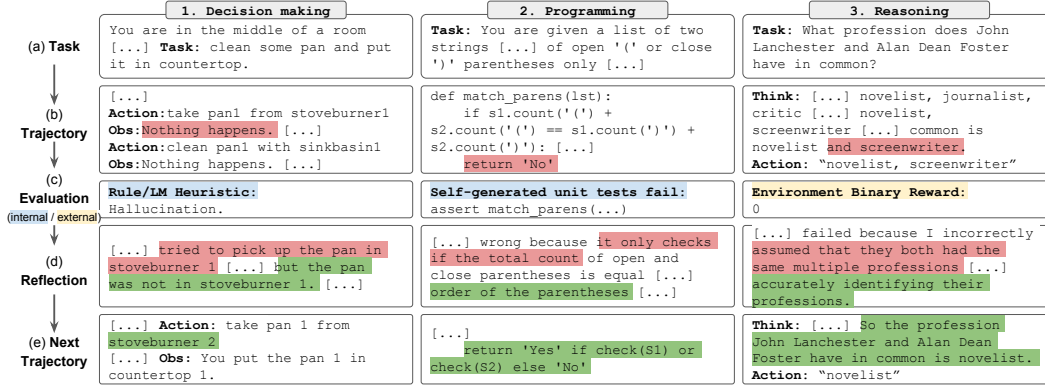 1. Decision making
2. Programming
3. Reasoning
(a) Task
You are in the middle of a room
[...] Task: clean some pan and put
it in countertop.
Task: You are given a list of two
strings [...] of open '(' or close
')' parentheses only [...]
Task: What profession does John
Lanchester and Alan Dean Foster
have in common?
(b)
Trajectory
[...]
Action:take pan1 from stoveburner1
Obs:Nothing happens. [...]
Action:clean pan1 with sinkbasin1
Obs:Nothing happens. [...]
def match_parens(lst):
    if s1.count('(') +
s2.count('(') == s1.count(')') +
s2.count(')'): [...]
    return 'No'
Think: [...] novelist, journalist,
critic [...] novelist,
screenwriter [...] common is
novelist and screenwriter.
Action: “novelist, screenwriter”
(c)
Evaluation
(internal / external)
Rule/LM Heuristic:
Hallucination.
Self-generated unit tests fail:
assert match_parens(...)
Environment Binary Reward:
0
(d)
Reflection
[...] tried to pick up the pan in
stoveburner 1 [...] but the pan
was not in stoveburner 1. [...]
[...] wrong because it only checks
if the total count of open and
close parentheses is equal [...]
order of the parentheses [...]
[...] failed because I incorrectly
assumed that they both had the
same multiple professions [...]
accurately identifying their
professions.
(e) Next
Trajectory
[...] Action: take pan 1 from
stoveburner 2
[...] Obs: You put the pan 1 in
countertop 1.
[...]
    return 'Yes' if check(S1) or
check(S2) else 'No'
Think: [...] So the profession
John Lanchester and Alan Dean
Foster have in common is novelist.
Action: “novelist”